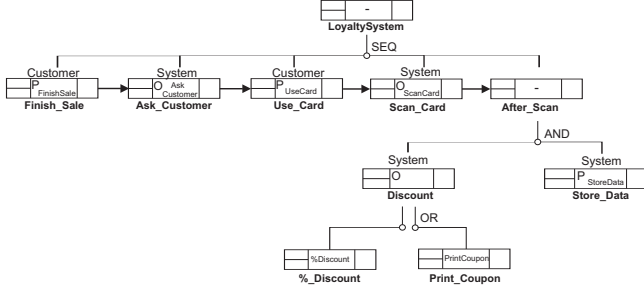 -
LoyaltySystem
SEQ
Customer
P
FinishSale
Finish_Sale
System
O Ask
Customer
Ask_Customer
Customer
P
UseCard
Use_Card
System
O
ScanCard
Scan_Card
-
After_Scan
AND
System
O
Discount
System
P
StoreData
Store_Data
OR
%Discount
%_Discount
PrintCoupon
Print_Coupon